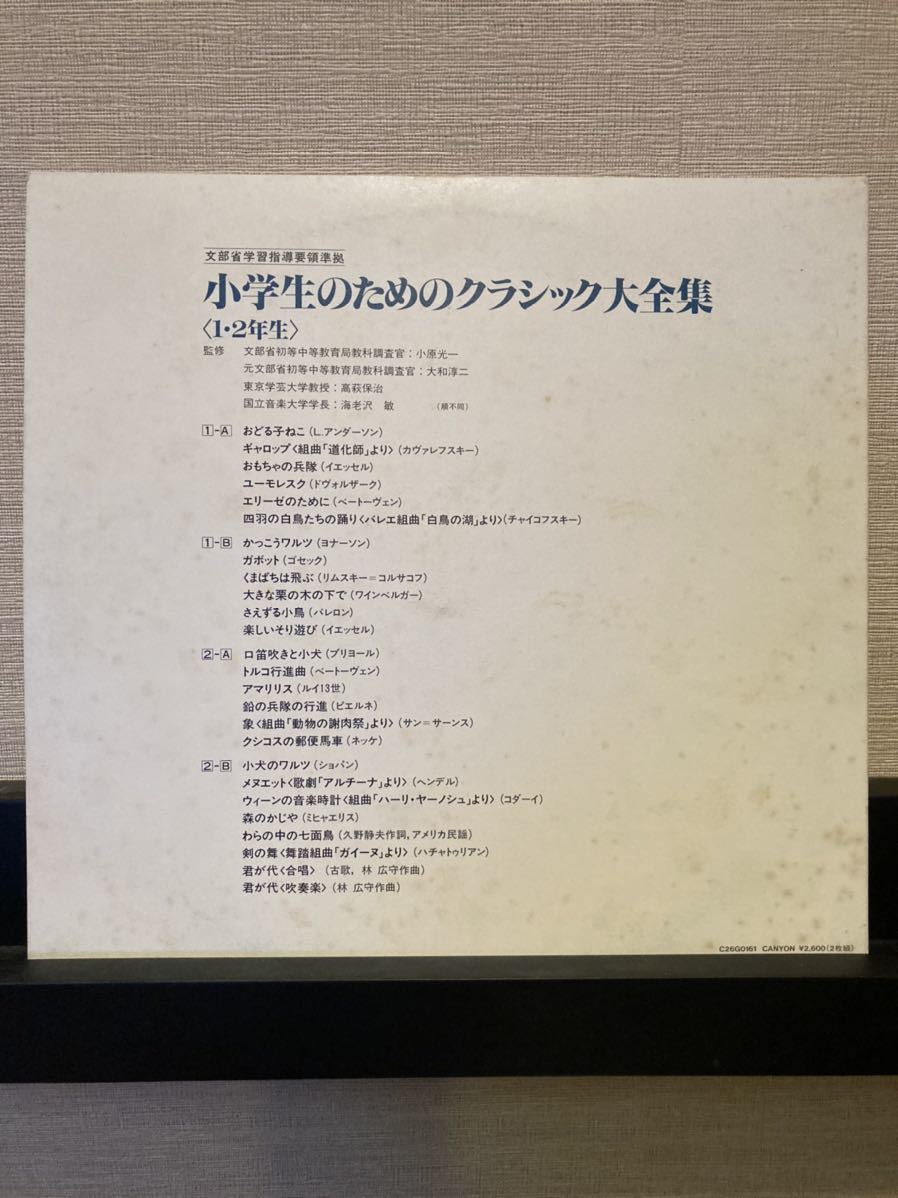 文部省学習指導要領準拠
小学生のためのクラシック大全集
〈1・2年生〉
監修 文部省初等中等教育局教科調査官：小原光一
元文部省初等中等教育局教科調査官：大和淳二
東京学芸大学教授：高萩保治
国立音楽大学学長：海老沢 敏 (順不同)
1-A おどる子ねこ(L.アンダーソン)
ギャロップ〈組曲「道化師」より〉(カヴァレフスキー)
おもちゃの兵隊(イエッセル)
ユーモレスク(ドヴォルザーク)
エリーゼのために(ベートーヴェン)
四羽の白鳥たちの踊り〈バレエ組曲「白鳥の湖」より〉(チャイコフスキー)
1-B かっこうワルツ(ヨナーソン)
ガボット(ゴセック)
くまばちは飛ぶ(リムスキー＝コルサコフ)
大きな栗の木の下で(ワインベルガー)
さえずる小鳥(パレロン)
楽しいそり遊び(イエッセル)
2-A 口笛吹きと小犬(プリヨール)
トルコ行進曲(ベートーヴェン)
アマリリス(ルイ13世)
鉛の兵隊の行進(ピエルネ)
象〈組曲「動物の謝肉祭」より〉(サン＝サーンス)
クシコスの郵便馬車(ネッケ)
2-B 小犬のワルツ(ショパン)
メヌエット〈歌劇「アルチーナ」より〉(ヘンデル)
ウィーンの音楽時計〈組曲「ハーリ・ヤーノシュ」より〉(コダーイ)
森のかじや(ミヒャエリス)
わらの中の七面鳥(久野静夫作詞,アメリカ民謡)
剣の舞〈舞踏組曲「ガイーヌ」より〉(ハチャトゥリアン)
君が代〈合唱〉(古歌,林 広守作曲)
君が代〈吹奏楽〉(林 広守作曲)
C26G0161 CANYON ¥2,600(2枚組)